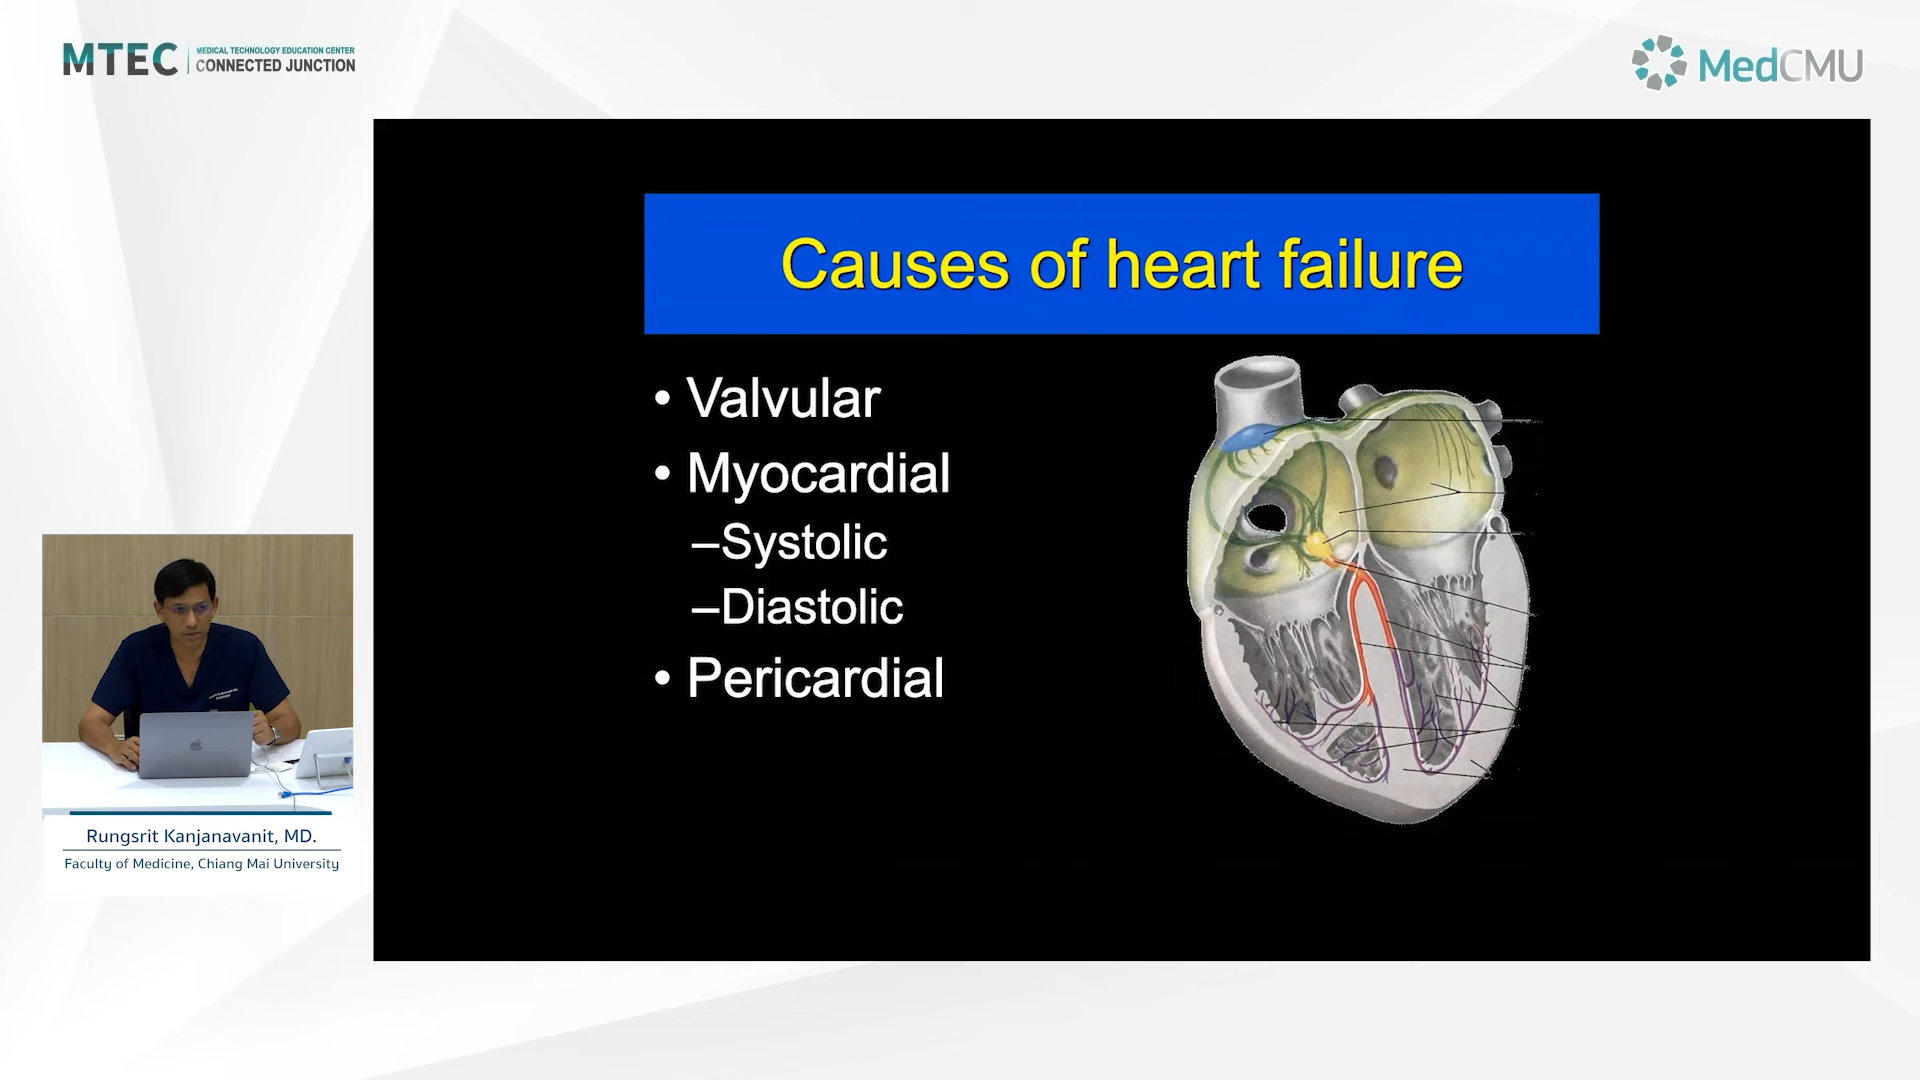 MTEC
MEDICAL TECHNOLOGY EDUCATION CENTER
CONNECTED JUNCTION
MedCMU
Causes of heart failure
• Valvular
• Myocardial
–Systolic
–Diastolic
• Pericardial
Rungsrit Kanjanavanit, MD.
Faculty of Medicine, Chiang Mai University